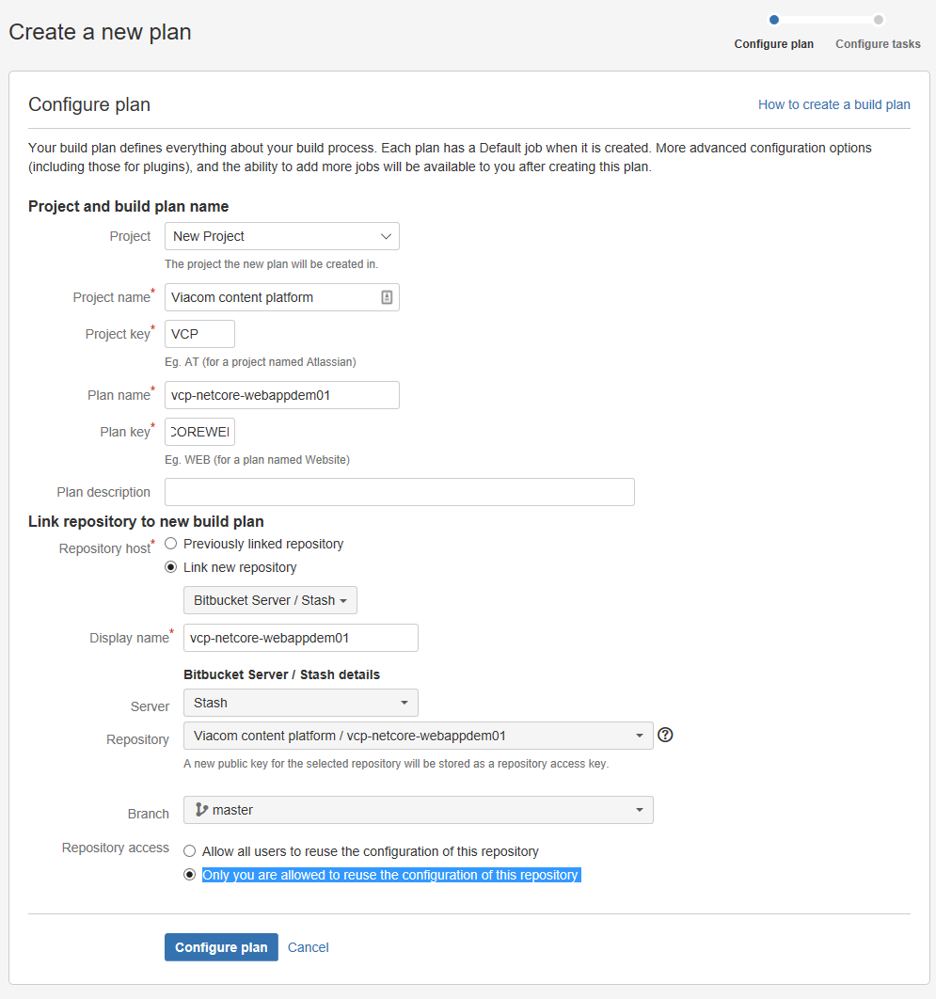 Create a new plan
Configure plan
Configure tasks
Configure plan
How to create a build plan
Your build plan defines everything about your build process. Each plan has a Default job when it is created. More advanced configuration options
(including those for plugins), and the ability to add more jobs will be available to you after creating this plan.
Project and build plan name
Project
New Project
The project the new plan will be created in.
Project name*
Viacom content platform
Project key*
VCP
Eg. AT (for a project named Atlassian)
Plan name*
vcp-netcore-webappdem01
Plan key*
COREWEI
Eg. WEB (for a plan named Website)
Plan description
Link repository to new build plan
Repository host*
Previously linked repository
Link new repository
Bitbucket Server / Stash
Display name*
vcp-netcore-webappdem01
Bitbucket Server / Stash details
Server
Stash
Repository
Viacom content platform / vcp-netcore-webappdem01
?
A new public key for the selected repository will be stored as a repository access key.
Branch
master
Repository access
Allow all users to reuse the configuration of this repository
Only you are allowed to reuse the configuration of this repository
Configure plan
Cancel